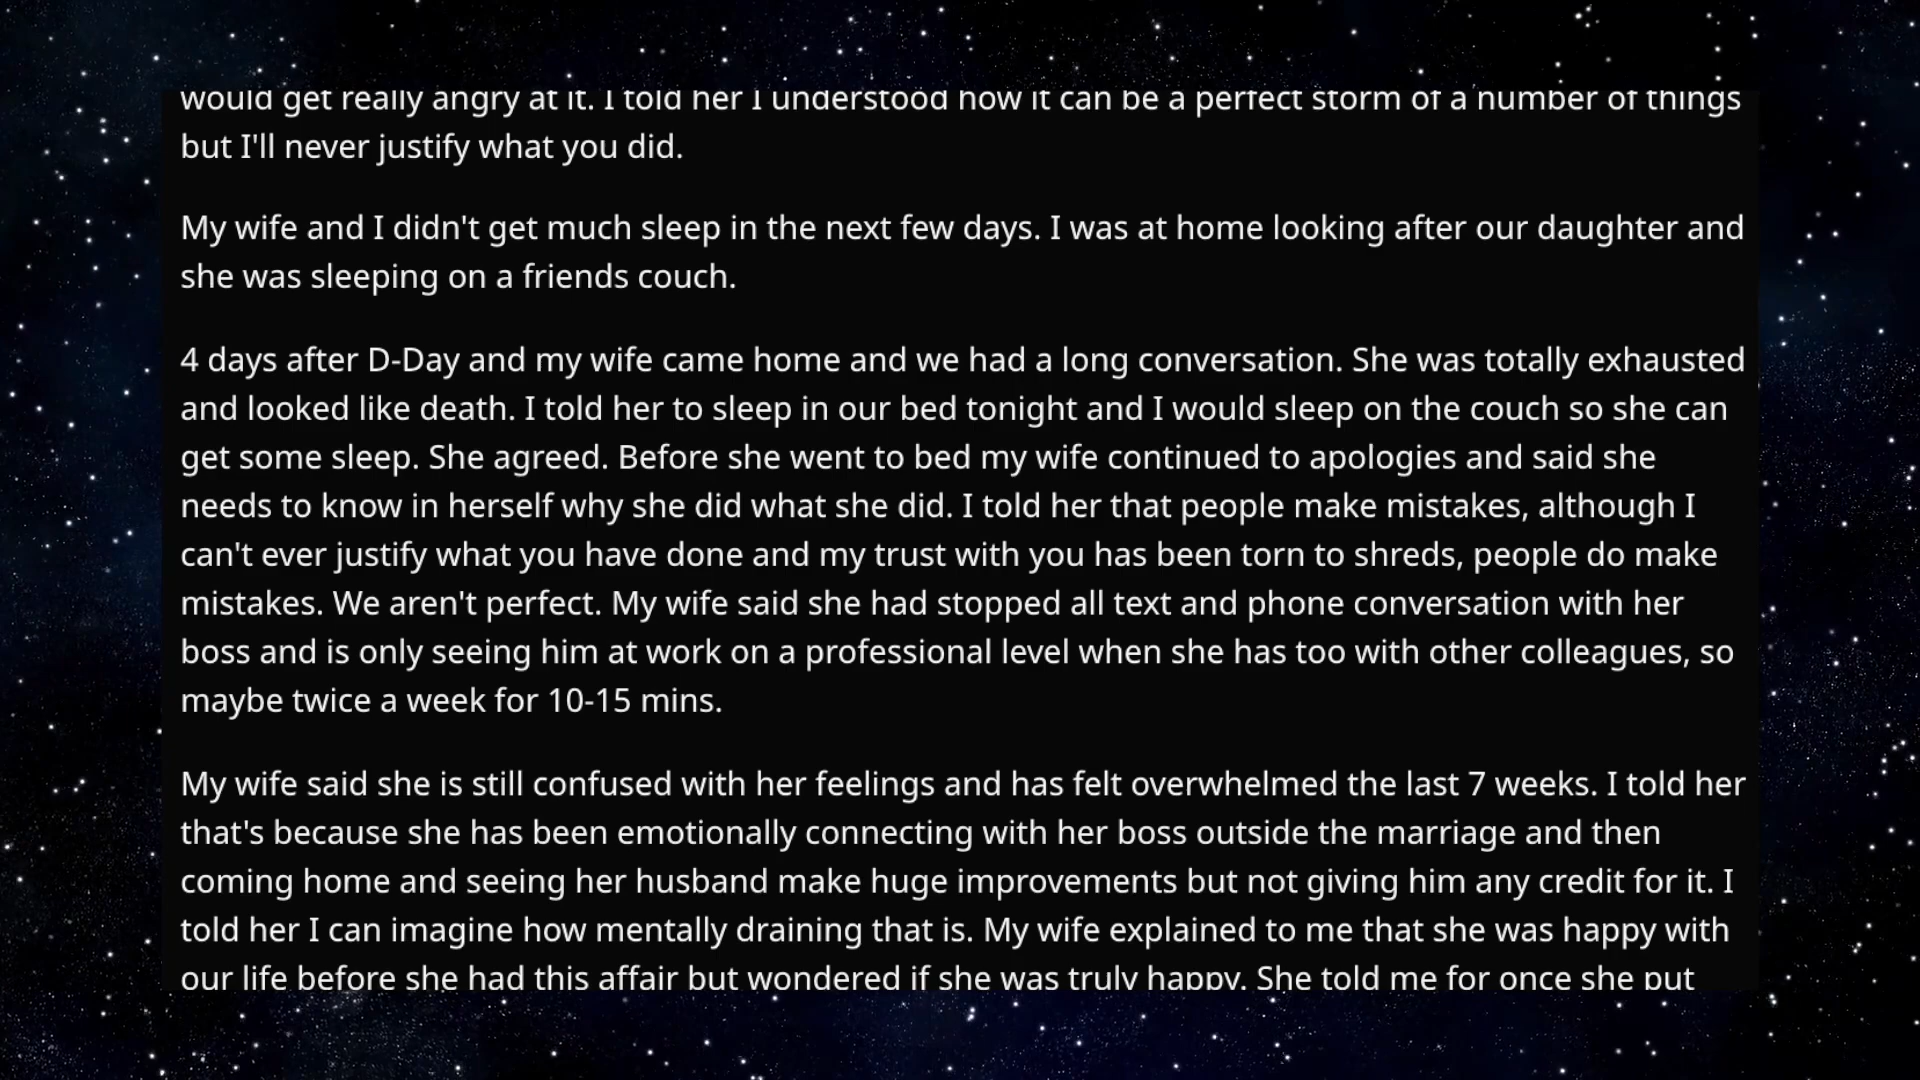 would get really angry at it. I told her I understood how it can be a perfect storm of a number of things
but I'll never justify what you did.
My wife and I didn't get much sleep in the next few days. I was at home looking after our daughter and
she was sleeping on a friends couch.
4 days after D-Day and my wife came home and we had a long conversation. She was totally exhausted
and looked like death. I told her to sleep in our bed tonight and I would sleep on the couch so she can
get some sleep. She agreed. Before she went to bed my wife continued to apologies and said she
needs to know in herself why she did what she did. I told her that people make mistakes, although I
can't ever justify what you have done and my trust with you has been torn to shreds, people do make
mistakes. We aren't perfect. My wife said she had stopped all text and phone conversation with her
boss and is only seeing him at work on a professional level when she has too with other colleagues, so
maybe twice a week for 10-15 mins.
My wife said she is still confused with her feelings and has felt overwhelmed the last 7 weeks. I told her
that's because she has been emotionally connecting with her boss outside the marriage and then
coming home and seeing her husband make huge improvements but not giving him any credit for it. I
told her I can imagine how mentally draining that is. My wife explained to me that she was happy with
our life before she had this affair but wondered if she was truly happy. She told me for once she put